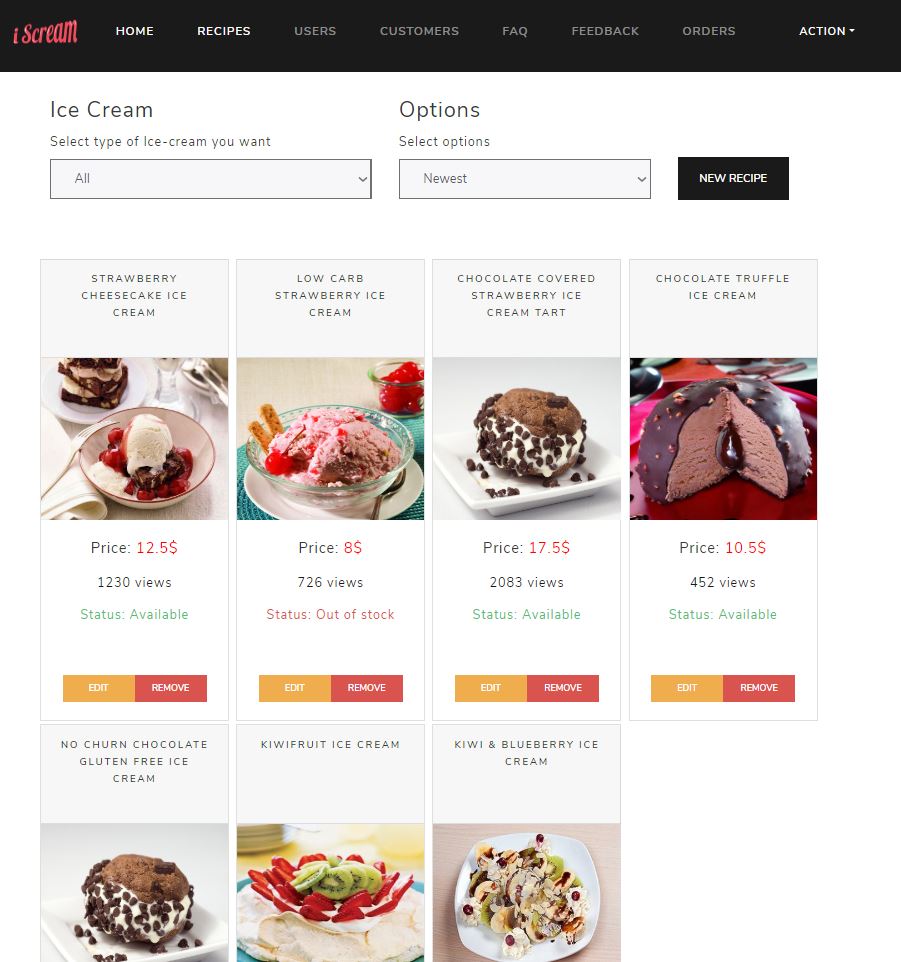 i Scream
HOME RECIPES USERS CUSTOMERS FAQ FEEDBACK ORDERS ACTION
Ice Cream
Select type of Ice-cream you want
All
Options
Select options
Newest
NEW RECIPE
STRAWBERRY
CHEESECAKE ICE
CREAM
Price: 12.5$
1230 views
Status: Available
EDIT REMOVE
LOW CARB
STRAWBERRY ICE
CREAM
Price: 8$
726 views
Status: Out of stock
EDIT REMOVE
CHOCOLATE COVERED
STRAWBERRY ICE
CREAM TART
Price: 17.5$
2083 views
Status: Available
EDIT REMOVE
CHOCOLATE TRUFFLE
ICE CREAM
Price: 10.5$
452 views
Status: Available
EDIT REMOVE
NO CHURN CHOCOLATE
GLUTEN FREE ICE
CREAM
KIWIFRUIT ICE CREAM
KIWI & BLUEBERRY ICE
CREAM